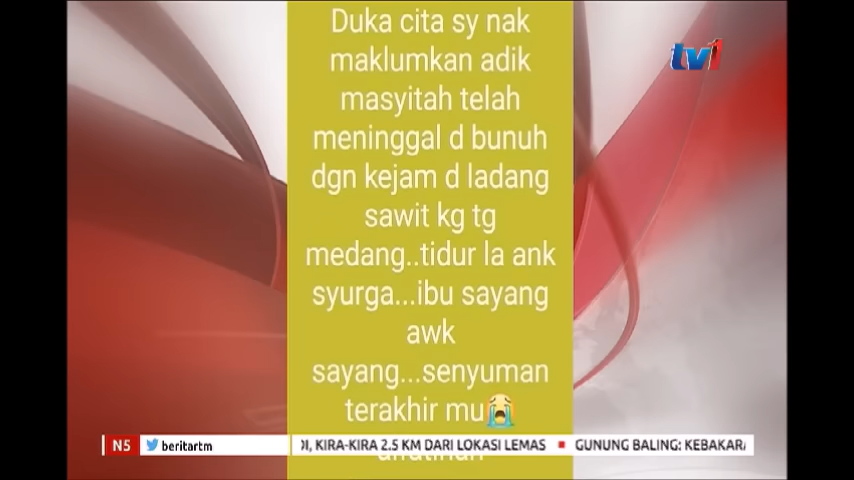 Duka cita sy nak
maklumkan adik
masyitah telah
meninggal d bunuh
dgn kejam d ladang
sawit kg tg
medang..tidur la ank
syurga...ibu sayang
awk
sayang...senyuman
terakhir mu😭
tv1
N5 beritartm DI, KIRA-KIRA 2.5 KM DARI LOKASI LEMAS ▪ GUNUNG BALING: KEBAKARA